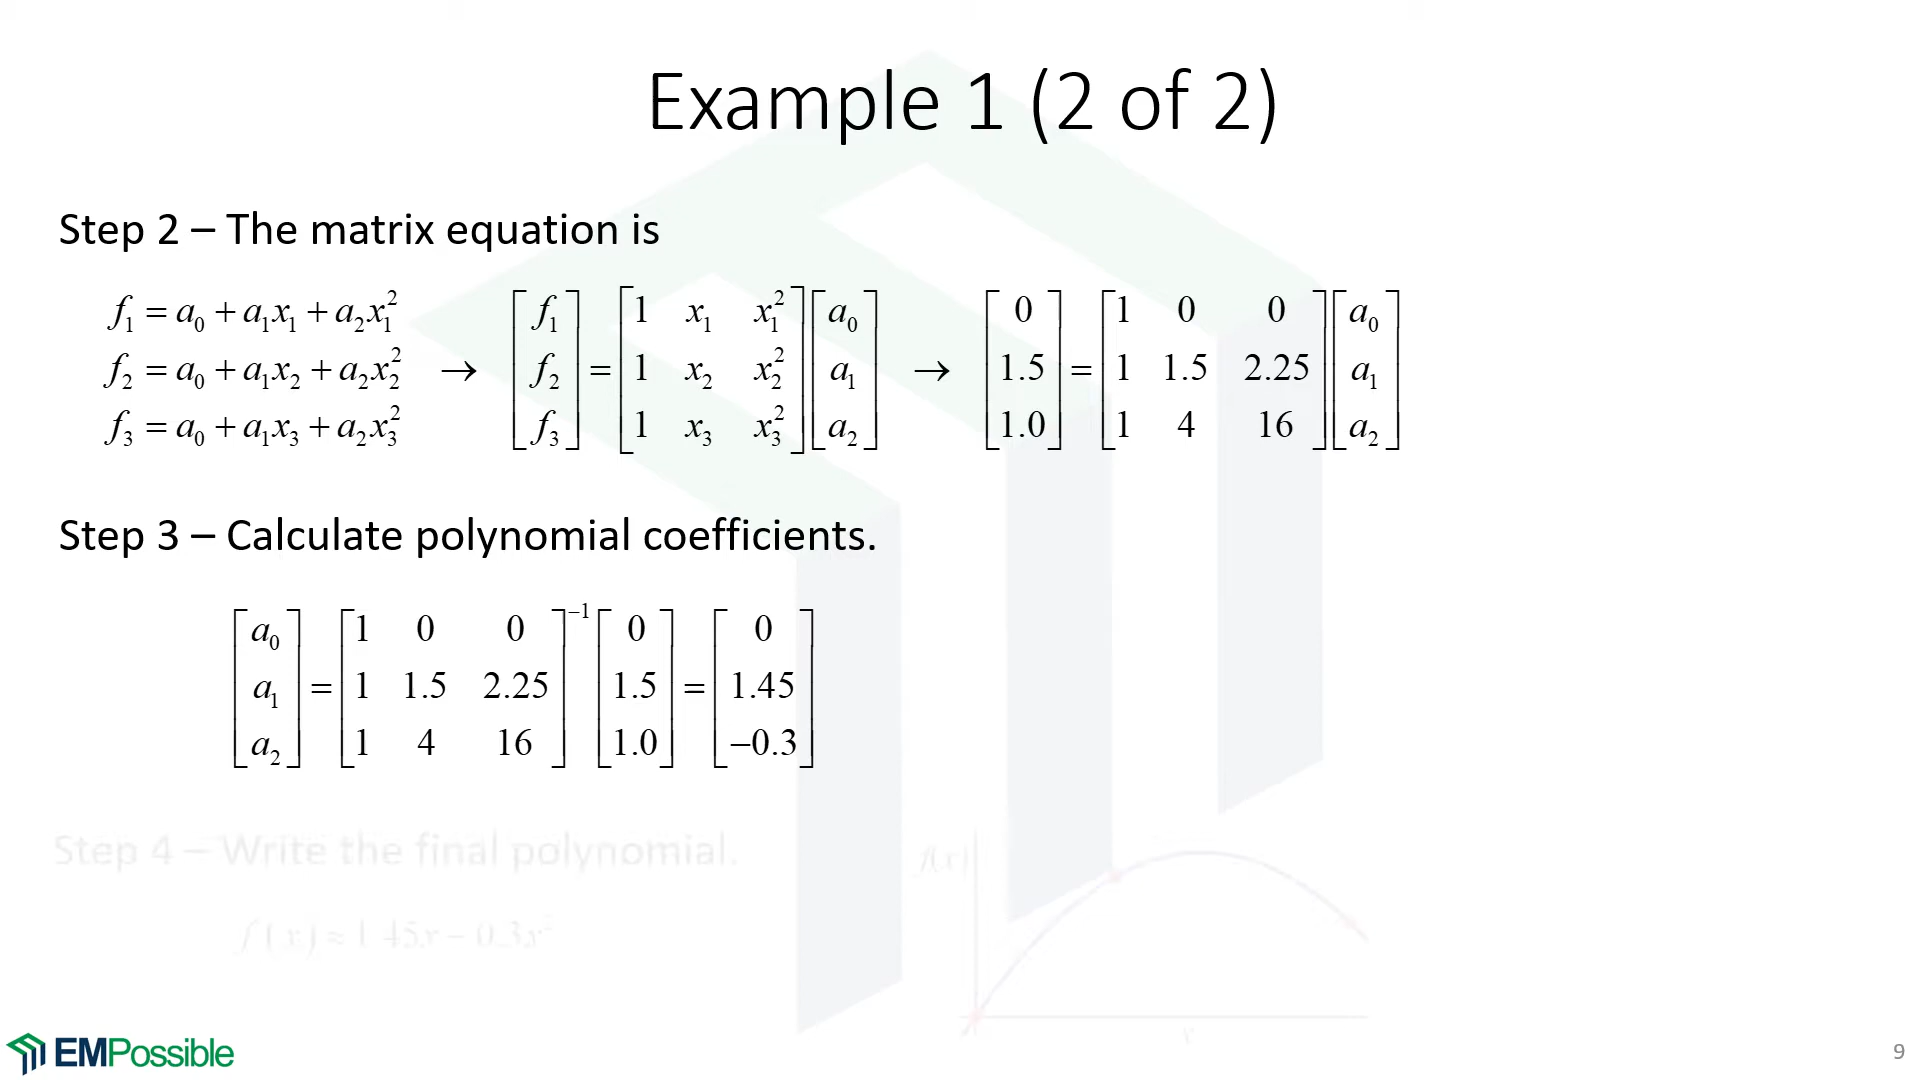 Example 1 (2 of 2)
Step 2 – The matrix equation is
f₁ = a₀ + a₁x₁ + a₂x₁²
f₂ = a₀ + a₁x₂ + a₂x₂²
f₃ = a₀ + a₁x₃ + a₂x₃²
→
[f₁; f₂; f₃] = [1 x₁ x₁²; 1 x₂ x₂²; 1 x₃ x₃²][a₀; a₁; a₂]
→
[0; 1.5; 1.0] = [1 0 0; 1 1.5 2.25; 1 4 16][a₀; a₁; a₂]
Step 3 – Calculate polynomial coefficients.
[a₀; a₁; a₂] = [1 0 0; 1 1.5 2.25; 1 4 16]⁻¹[0; 1.5; 1.0] = [0; 1.45; −0.3]
Step 4 – Write the final polynomial.
f(x) ≈ 1.45x − 0.3x²
f(x)
x
EMPossible
9